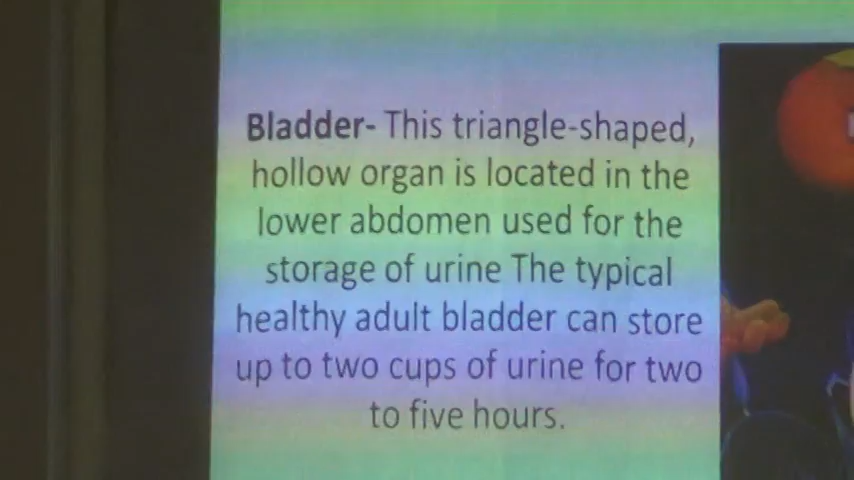 Bladder- This triangle-shaped,
hollow organ is located in the
lower abdomen used for the
storage of urine The typical
healthy adult bladder can store
up to two cups of urine for two
to five hours.